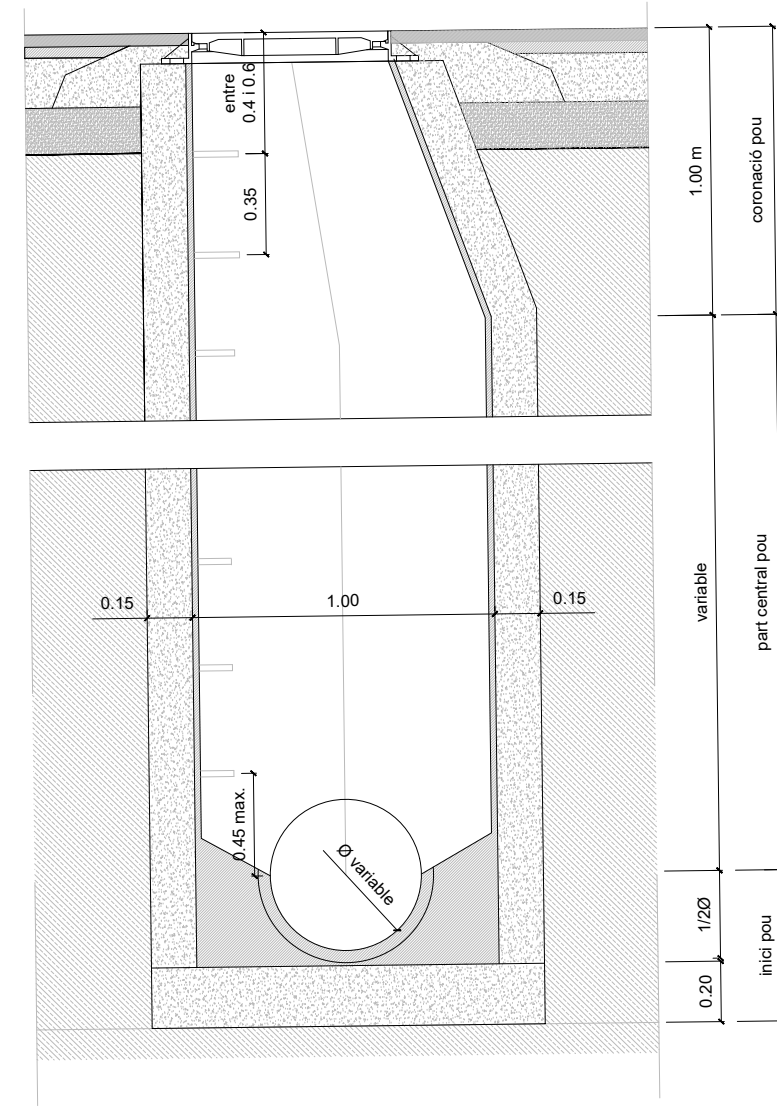 entre
0.4 i 0.6
0.35
1.00 m
coronació pou
0.15
1.00
0.15
variable
part central pou
0.45 max.
Ø variable
1/2Ø
inici pou
0.20